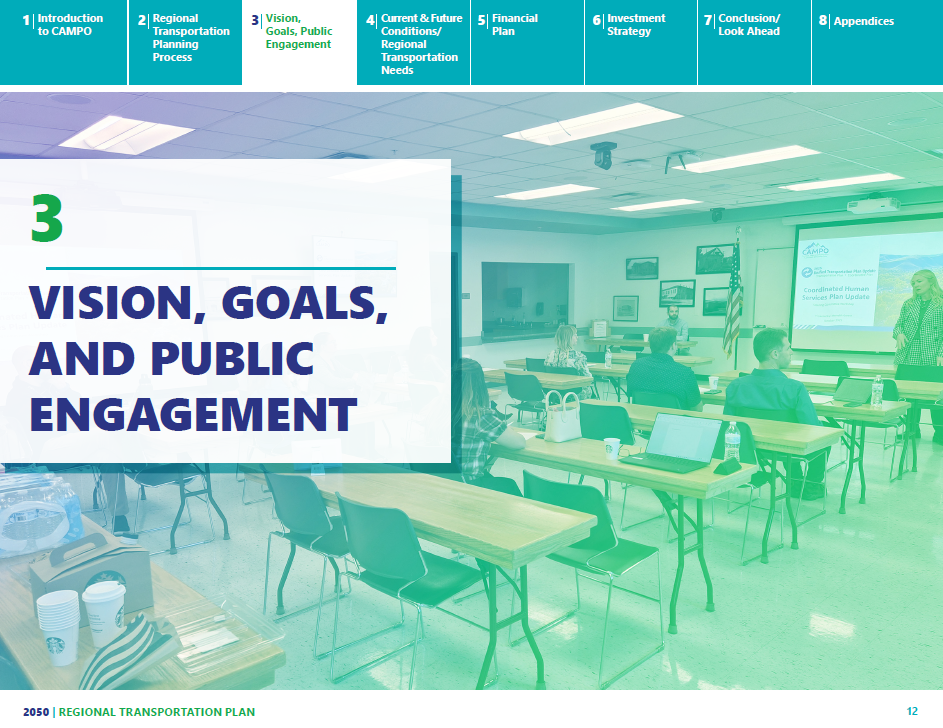 1 Introduction
to CAMPO
2 Regional
Transportation
Planning
Process
3 Vision,
Goals, Public
Engagement
4 Current & Future
Conditions/
Regional
Transportation
Needs
5 Financial
Plan
6 Investment
Strategy
7 Conclusion/
Look Ahead
8 Appendices
3
VISION, GOALS,
AND PUBLIC
ENGAGEMENT
CAMPO
Coordinated Human
Services Plan Update
2050 | REGIONAL TRANSPORTATION PLAN
12